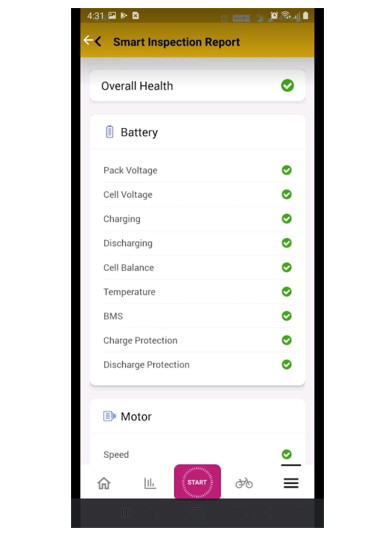 4:31
Smart Inspection Report
Overall Health
Battery
Pack Voltage
Cell Voltage
Charging
Discharging
Cell Balance
Temperature
BMS
Charge Protection
Discharge Protection
Motor
Speed
START